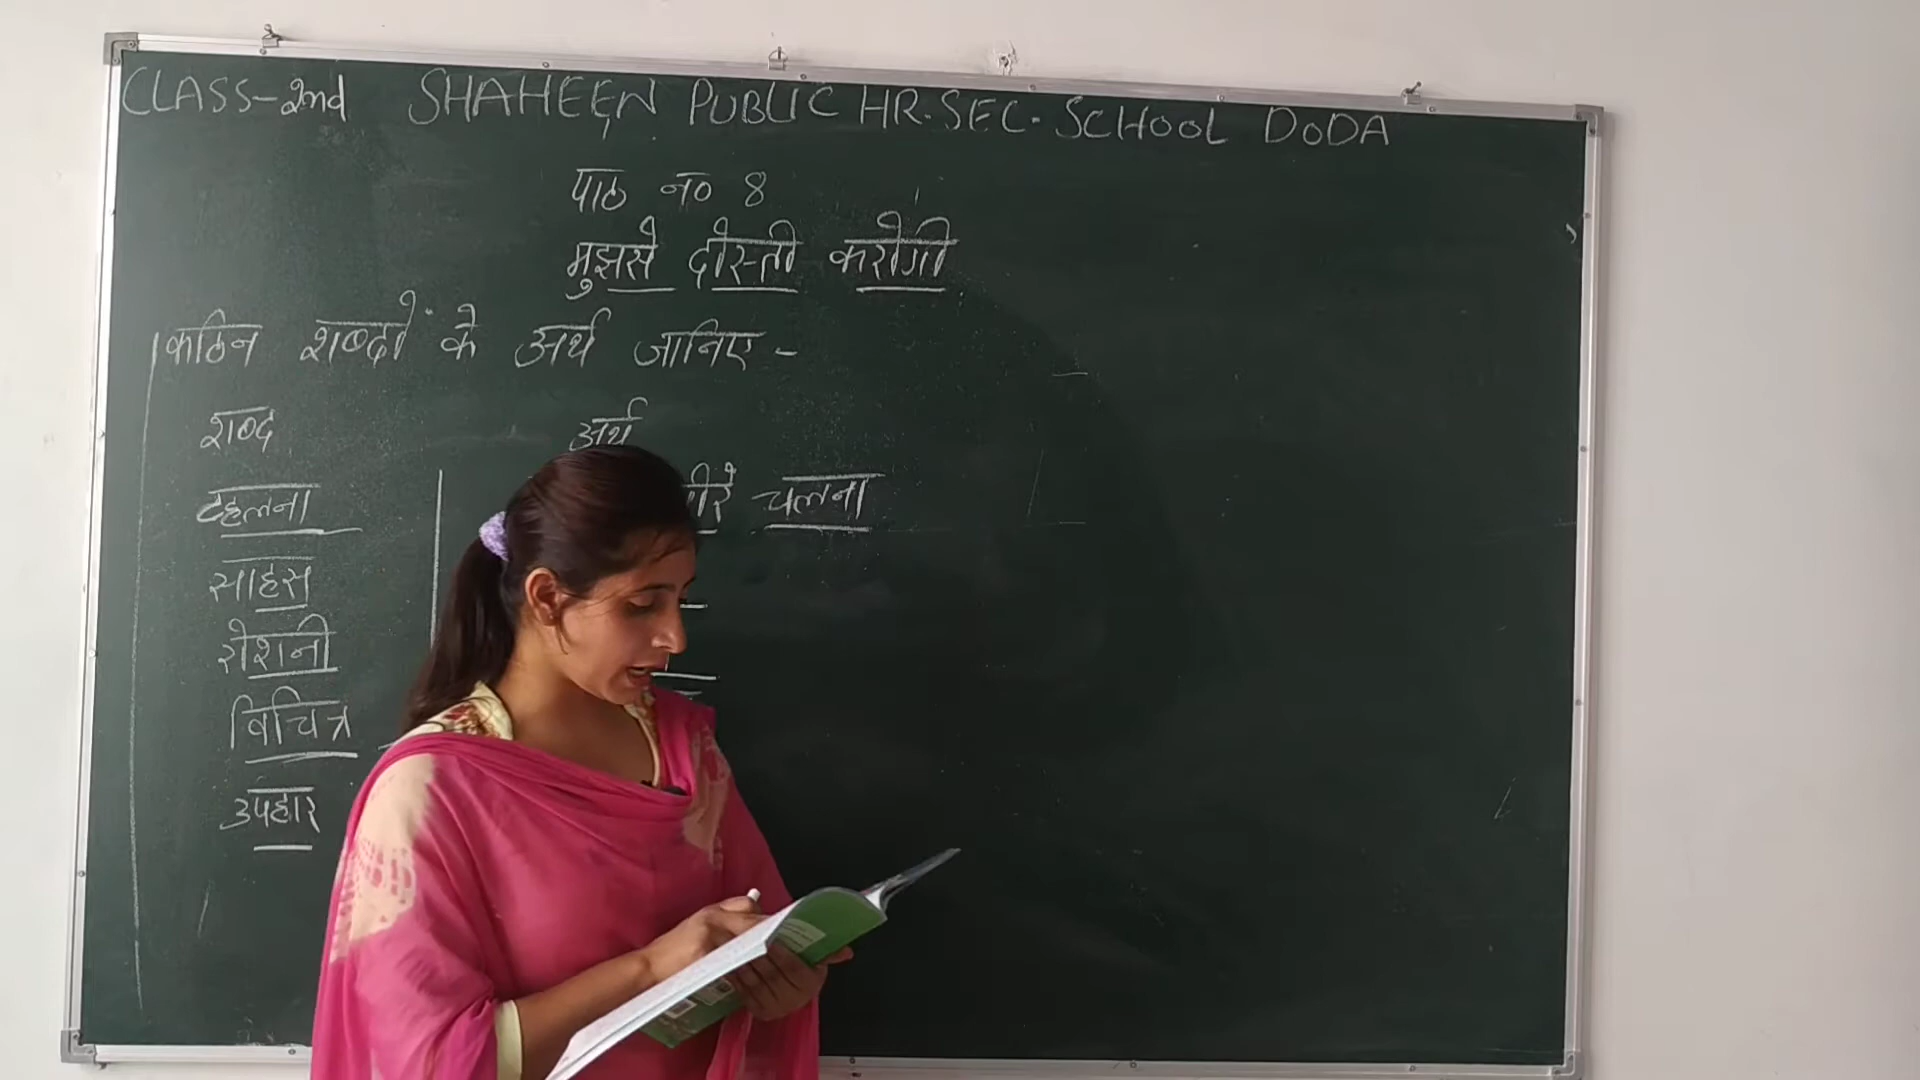 CLASS-2nd SHAHEEN PUBLIC HR. SEC. SCHOOL DODA
पाठ न० 8
मुझसे दोस्ती करोगी
कठिन शब्दों के अर्थ जानिए -
शब्द अर्थ
टहलना चलना
साहस
रोशनी
विचित्र
उपहार